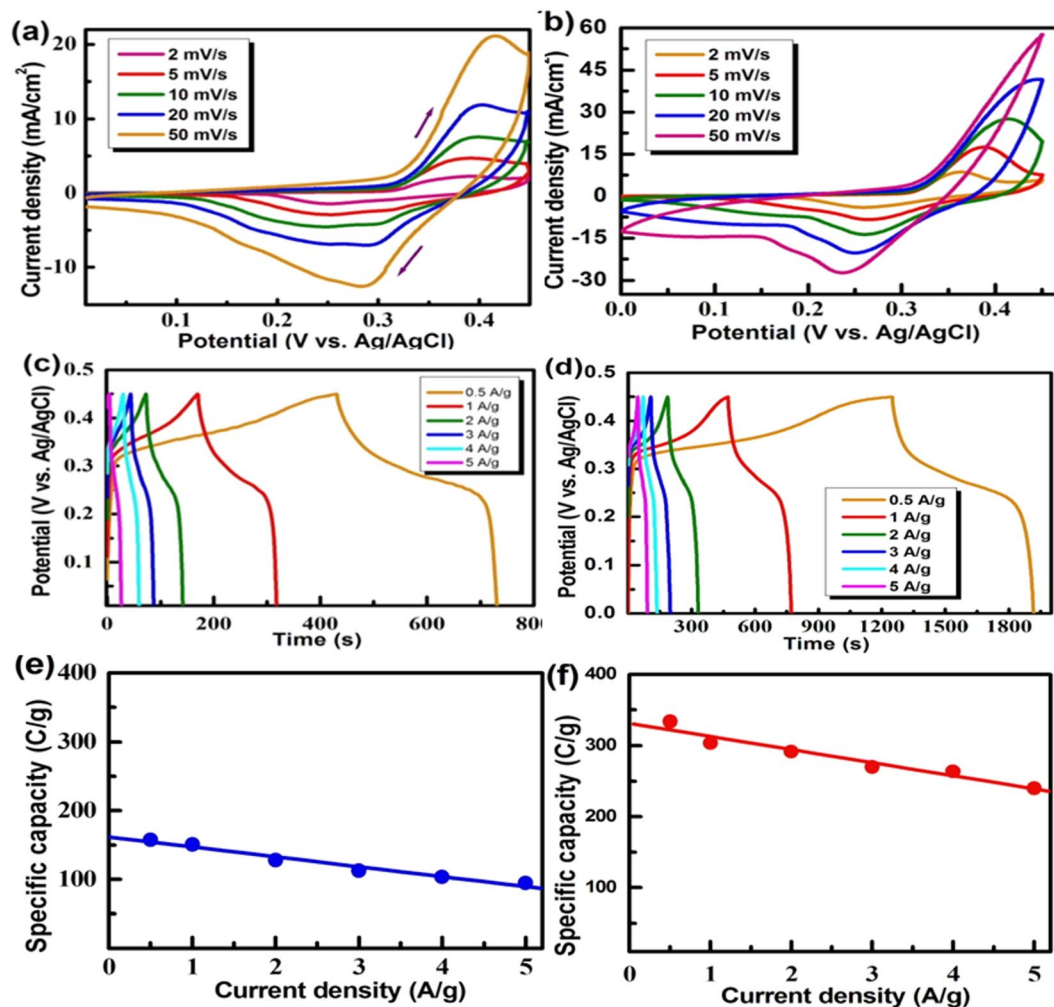 (a)
Current density (mA/cm²)
20
10
0
-10
2 mV/s
5 mV/s
10 mV/s
20 mV/s
50 mV/s
0.1
0.2
0.3
0.4
Potential (V vs. Ag/AgCl)
(b)
Current density (mA/cm²
60
45
30
15
0
-15
-30
2 mV/s
5 mV/s
10 mV/s
20 mV/s
50 mV/s
0.0
0.1
0.2
0.3
0.4
Potential (V vs. Ag/AgCl)
(c)
Potential (V vs. Ag/AgCl)
0.5
0.4
0.3
0.2
0.1
0.5 A/g
1 A/g
2 A/g
3 A/g
4 A/g
5 A/g
0
200
400
600
800
Time (s)
(d)
Potential (V vs. Ag/AgCl)
0.5
0.4
0.3
0.2
0.1
0.0
0.5 A/g
1 A/g
2 A/g
3 A/g
4 A/g
5 A/g
300
600
900
1200
1500
1800
Time (s)
(e)
Specific capacity (C/g)
400
300
200
100
0
0
1
2
3
4
5
Current density (A/g)
(f)
Specific capacity (C/g)
400
300
200
100
0
0
1
2
3
4
5
Current density (A/g)